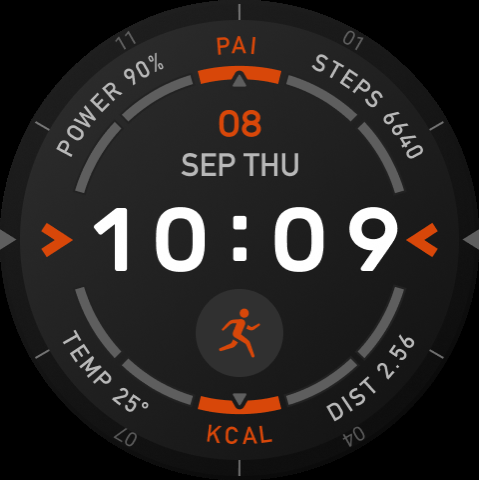 PAI
11
01
POWER 90%
STEPS 6640
08
SEP THU
10:09
TEMP 25°
DIST 2.56
07
04
KCAL